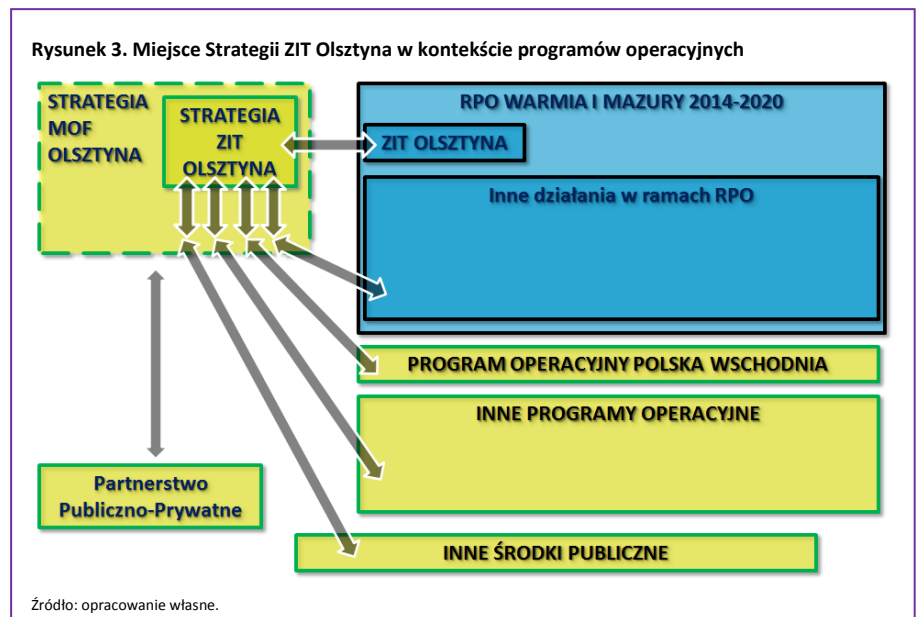 Rysunek 3. Miejsce Strategii ZIT Olsztyna w kontekście programów operacyjnych
STRATEGIA
MOF
OLSZTYNA
STRATEGIA
ZIT
OLSZTYNA
RPO WARMIA I MAZURY 2014-2020
ZIT OLSZTYNA
Inne działania w ramach RPO
PROGRAM OPERACYJNY POLSKA WSCHODNIA
INNE PROGRAMY OPERACYJNE
Partnerstwo
Publiczno-Prywatne
INNE ŚRODKI PUBLICZNE
Źródło: opracowanie własne.